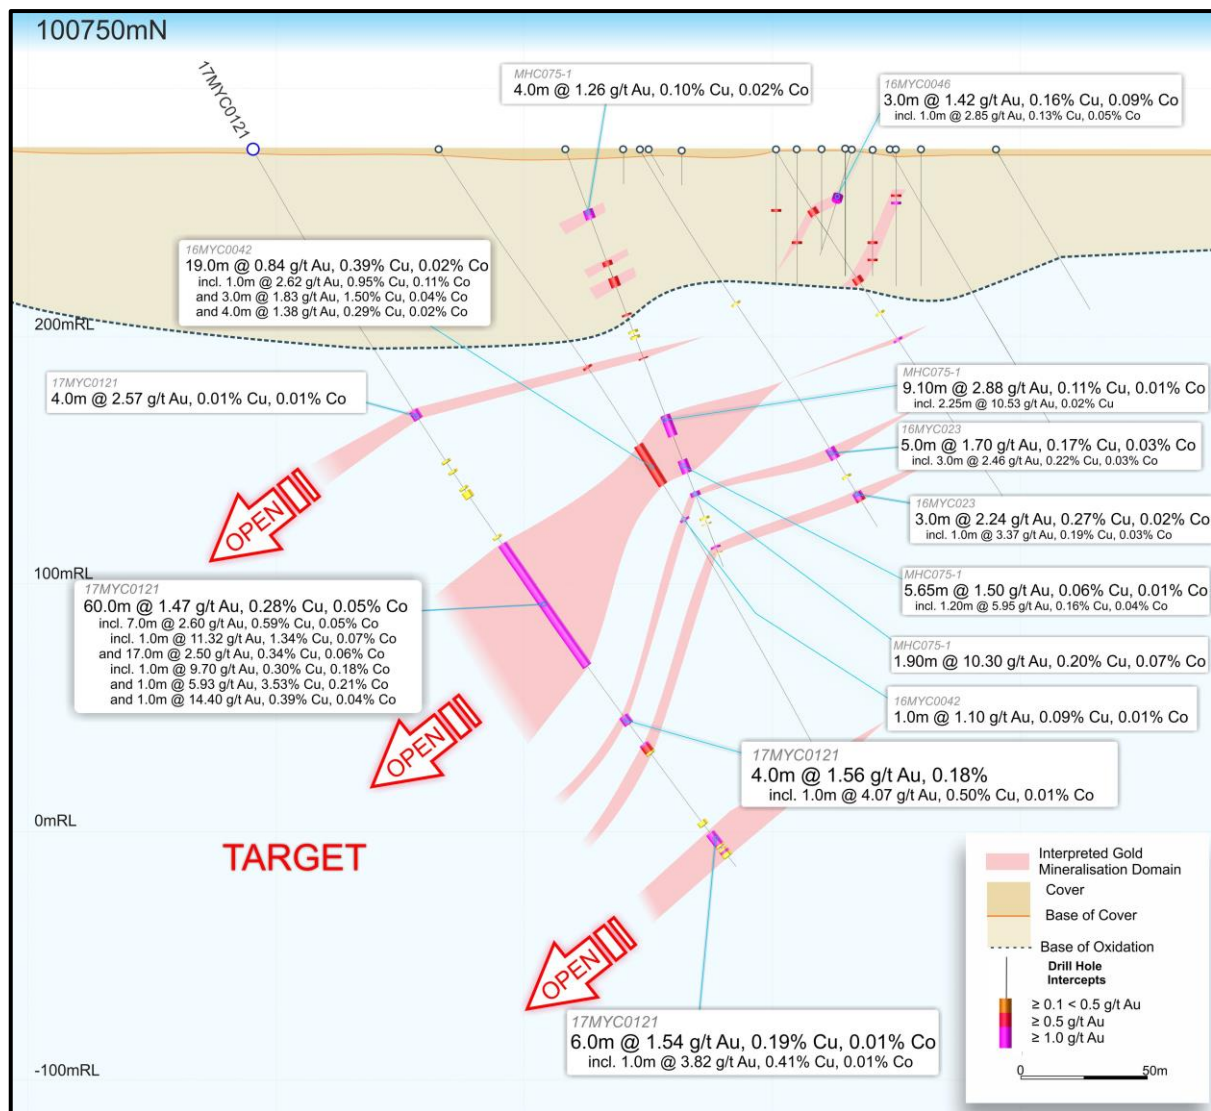 100750mN
17MYC0121
MHC075-1
4.0m @ 1.26 g/t Au, 0.10% Cu, 0.02% Co
16MYC0046
3.0m @ 1.42 g/t Au, 0.16% Cu, 0.09% Co
incl. 1.0m @ 2.85 g/t Au, 0.13% Cu, 0.05% Co
16MYC0042
19.0m @ 0.84 g/t Au, 0.39% Cu, 0.02% Co
incl. 1.0m @ 2.62 g/t Au, 0.95% Cu, 0.11% Co
and 3.0m @ 1.83 g/t Au, 1.50% Cu, 0.04% Co
and 4.0m @ 1.38 g/t Au, 0.29% Cu, 0.02% Co
200mRL
17MYC0121
4.0m @ 2.57 g/t Au, 0.01% Cu, 0.01% Co
MHC075-1
9.10m @ 2.88 g/t Au, 0.11% Cu, 0.01% Co
incl. 2.25m @ 10.53 g/t Au, 0.02% Cu
16MYC023
5.0m @ 1.70 g/t Au, 0.17% Cu, 0.03% Co
incl. 3.0m @ 2.46 g/t Au, 0.22% Cu, 0.03% Co
OPEN
16MYC023
3.0m @ 2.24 g/t Au, 0.27% Cu, 0.02% Co
incl. 1.0m @ 3.37 g/t Au, 0.19% Cu, 0.03% Co
100mRL
17MYC0121
60.0m @ 1.47 g/t Au, 0.28% Cu, 0.05% Co
incl. 7.0m @ 2.60 g/t Au, 0.59% Cu, 0.05% Co
incl. 1.0m @ 11.32 g/t Au, 1.34% Cu, 0.07% Co
and 17.0m @ 2.50 g/t Au, 0.34% Cu, 0.06% Co
incl. 1.0m @ 9.70 g/t Au, 0.30% Cu, 0.18% Co
and 1.0m @ 5.93 g/t Au, 3.53% Cu, 0.21% Co
and 1.0m @ 14.40 g/t Au, 0.39% Cu, 0.04% Co
MHC075-1
5.65m @ 1.50 g/t Au, 0.06% Cu, 0.01% Co
incl. 1.20m @ 5.95 g/t Au, 0.16% Cu, 0.04% Co
MHC075-1
1.90m @ 10.30 g/t Au, 0.20% Cu, 0.07% Co
16MYC0042
1.0m @ 1.10 g/t Au, 0.09% Cu, 0.01% Co
OPEN
17MYC0121
4.0m @ 1.56 g/t Au, 0.18%
incl. 1.0m @ 4.07 g/t Au, 0.50% Cu, 0.01% Co
0mRL
TARGET
OPEN
17MYC0121
6.0m @ 1.54 g/t Au, 0.19% Cu, 0.01% Co
incl. 1.0m @ 3.82 g/t Au, 0.41% Cu, 0.01% Co
-100mRL
Interpreted Gold
Mineralisation Domain
Cover
Base of Cover
Base of Oxidation
Drill Hole
Intercepts
≥ 0.1 < 0.5 g/t Au
≥ 0.5 g/t Au
≥ 1.0 g/t Au
0 50m